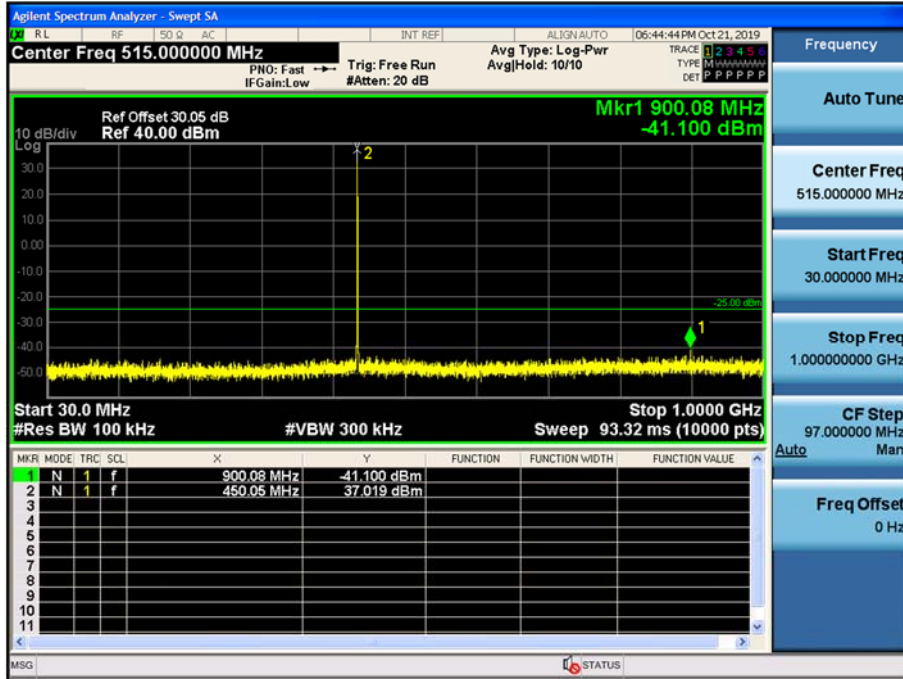 Agilent Spectrum Analyzer - Swept SA
LXI RL RF 50 Ω AC INT REF ALIGN AUTO 06:44:44 PM Oct 21, 2019
Center Freq 515.000000 MHz
PNO: Fast
IFGain:Low
Trig: Free Run
#Atten: 20 dB
Avg Type: Log-Pwr
Avg|Hold: 10/10
TRACE 1 2 3 4 5 6
TYPE M WWWWW
DET P P P P P P
Frequency
Auto Tune
Center Freq
515.000000 MHz
Start Freq
30.000000 MHz
Stop Freq
1.000000000 GHz
CF Step
97.000000 MHz
Auto Man
Freq Offset
0 Hz
Mkr1 900.08 MHz
-41.100 dBm
Ref Offset 30.05 dB
10 dB/div Ref 40.00 dBm
Log
30.0
20.0
10.0
0.00
-10.0
-20.0
-30.0
-40.0
-50.0
2
-25.00 dBm
1
Start 30.0 MHz Stop 1.0000 GHz
#Res BW 100 kHz #VBW 300 kHz Sweep 93.32 ms (10000 pts)
MKR MODE TRC SCL X Y FUNCTION FUNCTION WIDTH FUNCTION VALUE
1 N 1 f 900.08 MHz -41.100 dBm
2 N 1 f 450.05 MHz 37.019 dBm
3
4
5
6
7
8
9
10
11
MSG STATUS